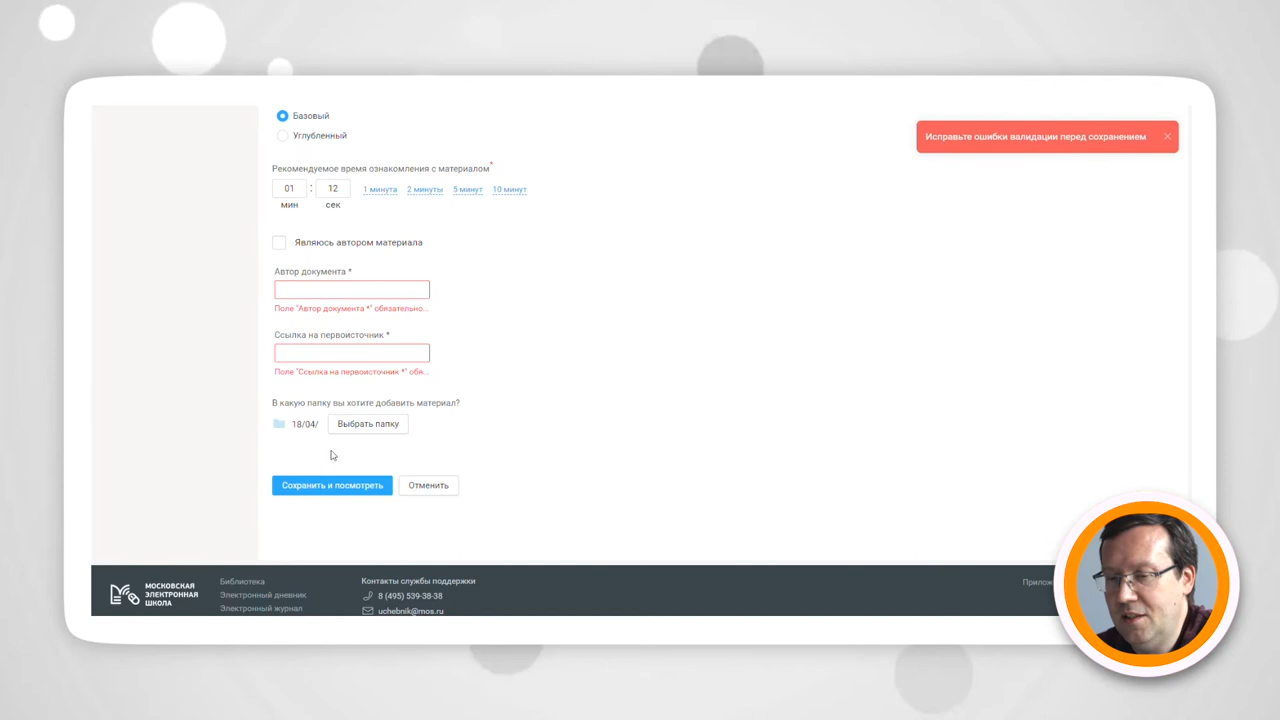 Базовый
Углубленный
Исправьте ошибки валидации перед сохранением
Рекомендуемое время ознакомления с материалом*
01 : 12 1 минута 2 минуты 5 минут 10 минут
мин сек
Являюсь автором материала
Автор документа *
Поле "Автор документа *" обязательно...
Ссылка на первоисточник *
Поле "Ссылка на первоисточник *" обя...
В какую папку вы хотите добавить материал?
18/04/ Выбрать папку
Сохранить и посмотреть Отменить
МОСКОВСКАЯ
ЭЛЕКТРОННАЯ
ШКОЛА
Библиотека
Электронный дневник
Электронный журнал
Контакты службы поддержки
8 (495) 539-38-38
uchebnik@mos.ru
Прилож